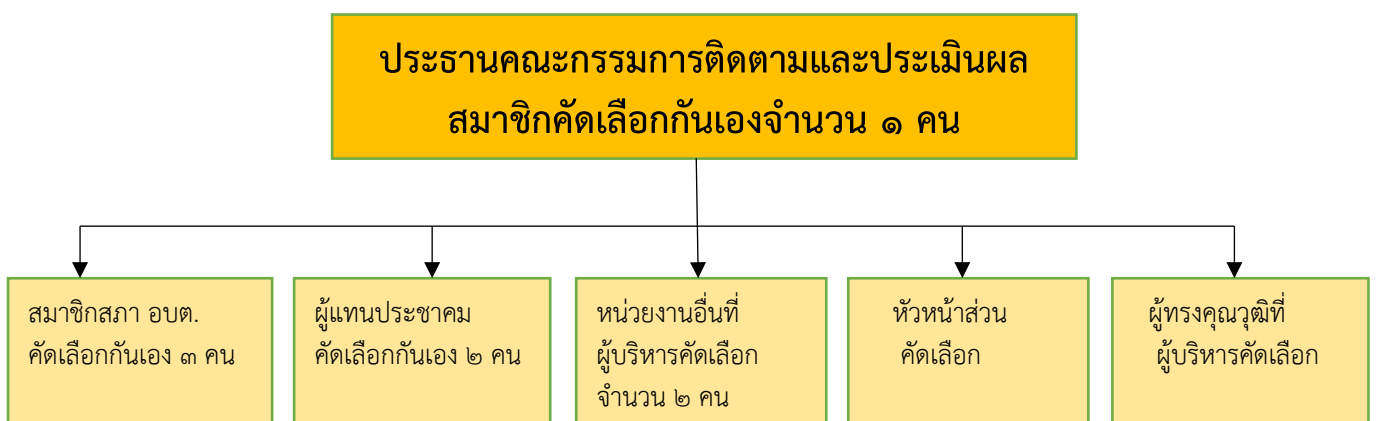 ประธานคณะกรรมการติดตามและประเมินผล
สมาชิกคัดเลือกกันเองจำนวน ๑ คน
สมาชิกสภา อบต.
คัดเลือกกันเอง ๓ คน
ผู้แทนประชาคม
คัดเลือกกันเอง ๒ คน
หน่วยงานอื่นที่
ผู้บริหารคัดเลือก
จำนวน ๒ คน
หัวหน้าส่วน
คัดเลือก
ผู้ทรงคุณวุฒิที่
ผู้บริหารคัดเลือก